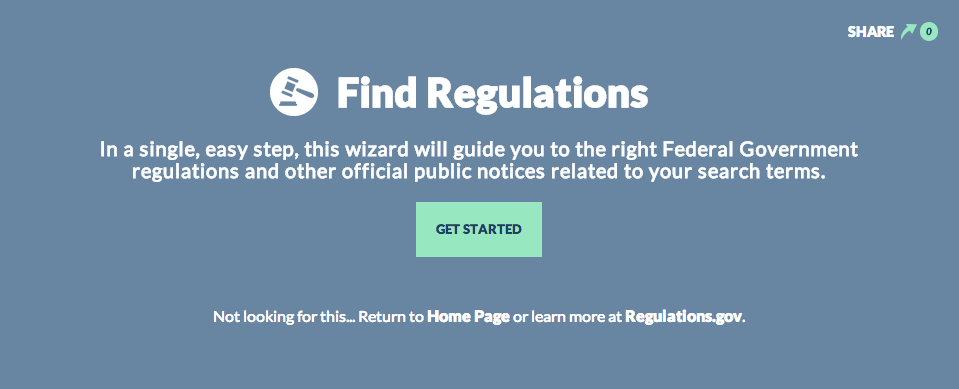 SHARE 0
Find Regulations
In a single, easy step, this wizard will guide you to the right Federal Government
regulations and other official public notices related to your search terms.
GET STARTED
Not looking for this... Return to Home Page or learn more at Regulations.gov.